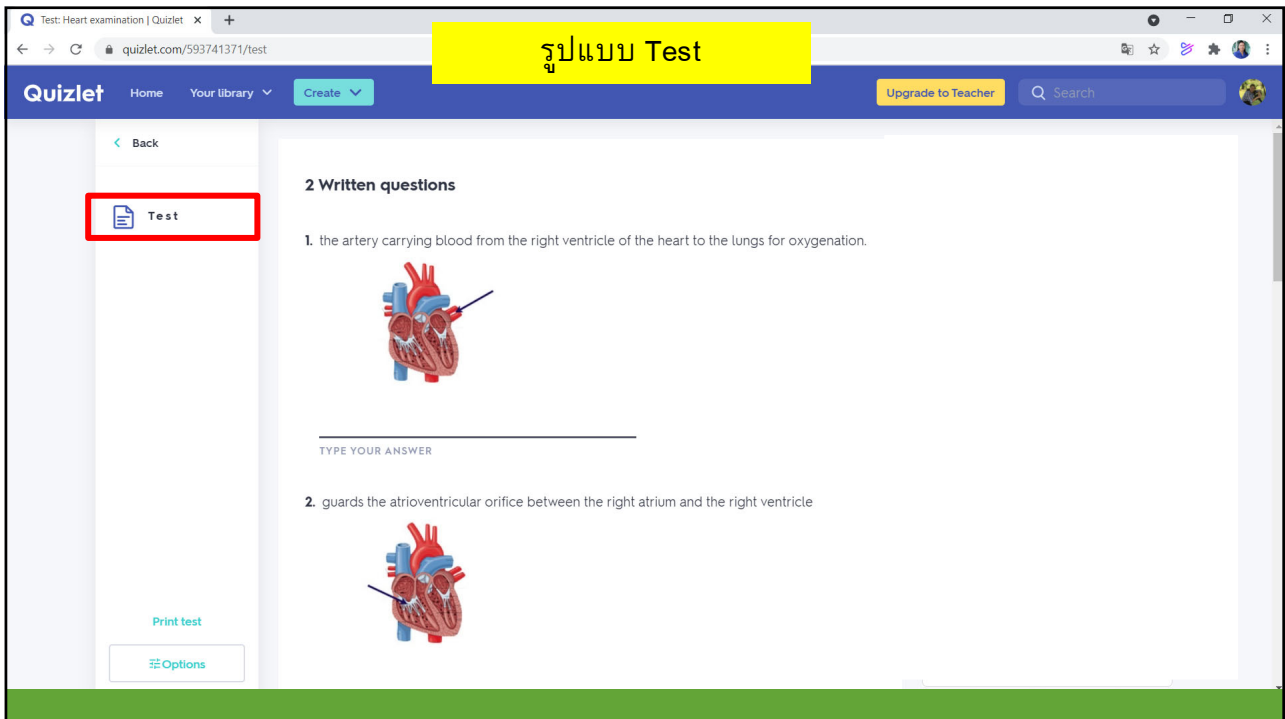 Test: Heart examination | Quizlet
quizlet.com/593741371/test
รูปแบบ Test
Quizlet Home Your library Create Upgrade to Teacher Search
Back
Test
2 Written questions
1. the artery carrying blood from the right ventricle of the heart to the lungs for oxygenation.
TYPE YOUR ANSWER
2. guards the atrioventricular orifice between the right atrium and the right ventricle
Print test
Options